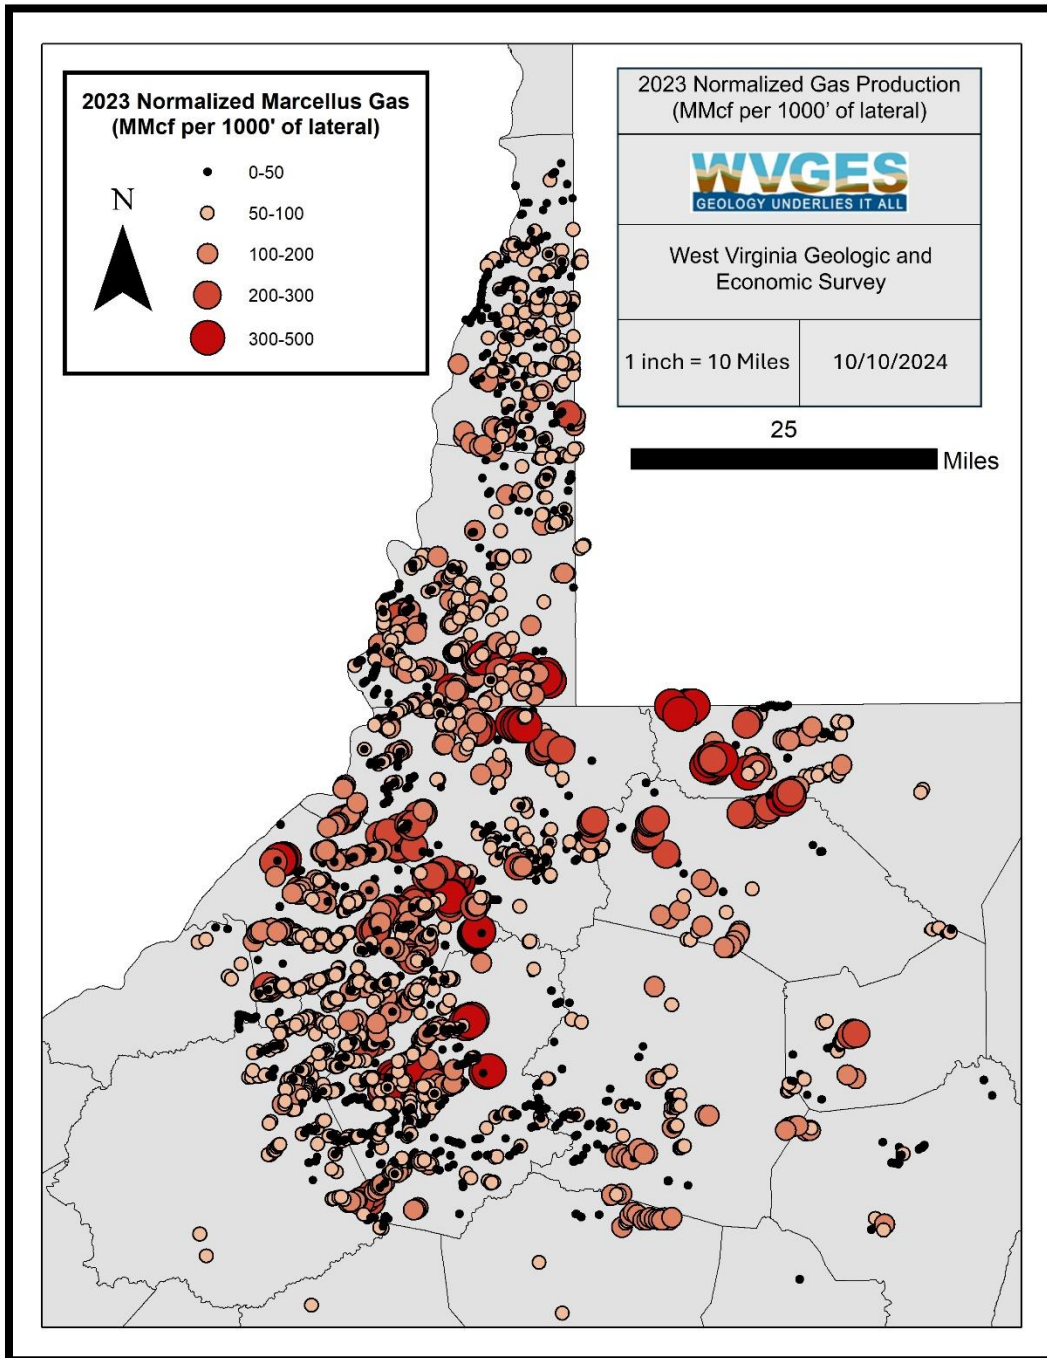 2023 Normalized Marcellus Gas
(MMcf per 1000' of lateral)
N
0-50
50-100
100-200
200-300
300-500
2023 Normalized Gas Production
(MMcf per 1000’ of lateral)
WVGES
GEOLOGY UNDERLIES IT ALL
West Virginia Geologic and
Economic Survey
1 inch = 10 Miles
10/10/2024
25
Miles